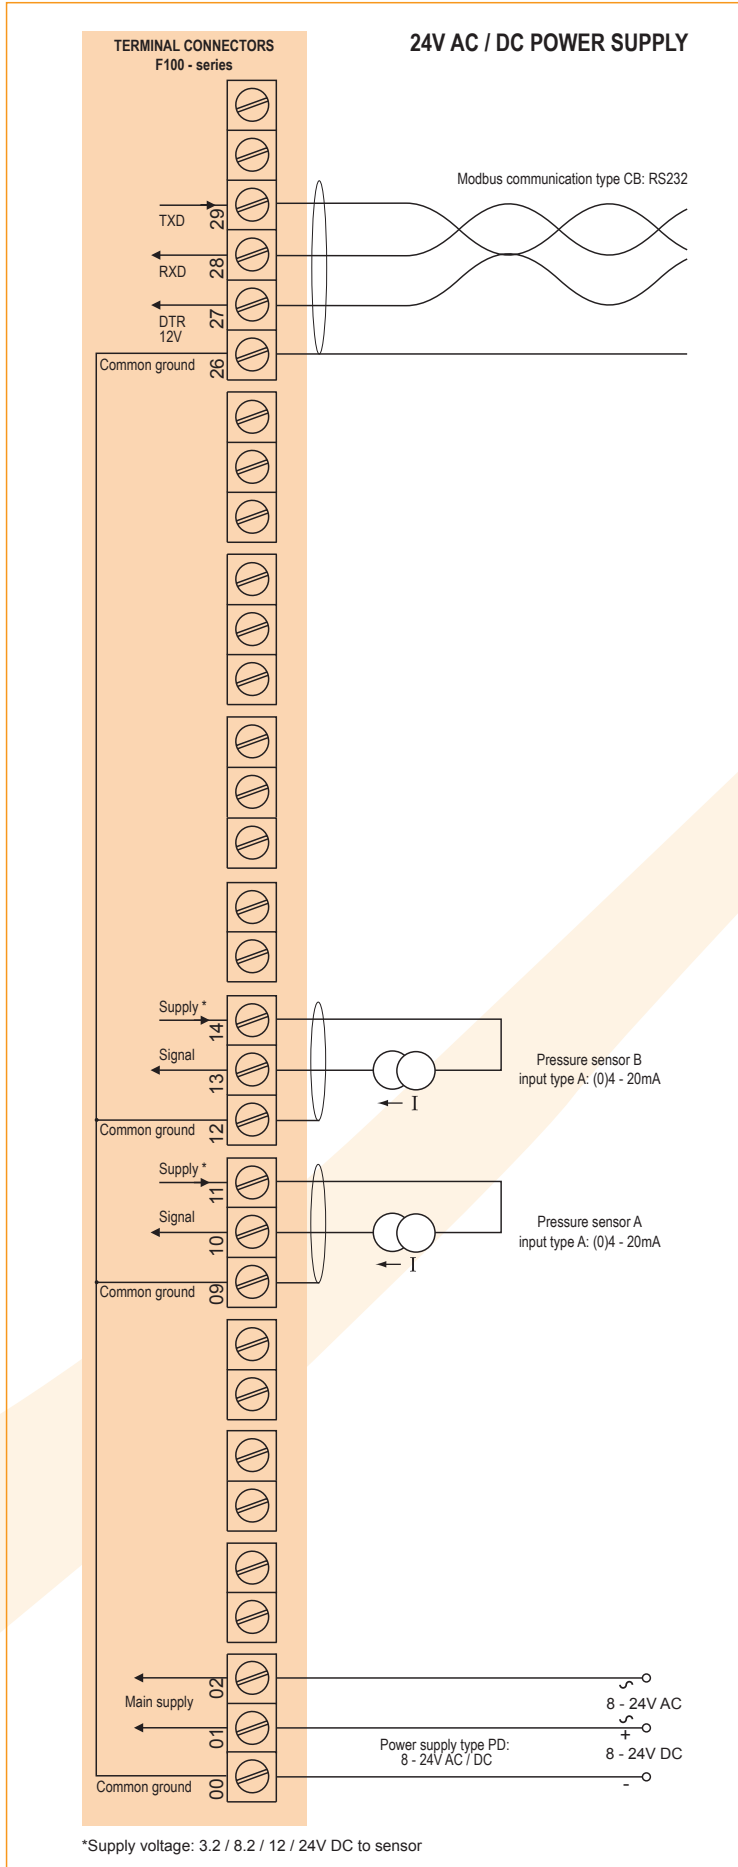 TERMINAL CONNECTORS
F100 - series
24V AC / DC POWER SUPPLY
Modbus communication type CB: RS232
TXD
29
RXD
28
DTR
12V
27
Common ground
26
Supply *
14
Signal
13
Common ground
12
Pressure sensor B
input type A: (0)4 - 20mA
I
Supply *
11
Signal
10
Common ground
09
Pressure sensor A
input type A: (0)4 - 20mA
I
02
Main supply
01
8 - 24V AC
+
Power supply type PD:
8 - 24V AC / DC
8 - 24V DC
Common ground
00
-
*Supply voltage: 3.2 / 8.2 / 12 / 24V DC to sensor